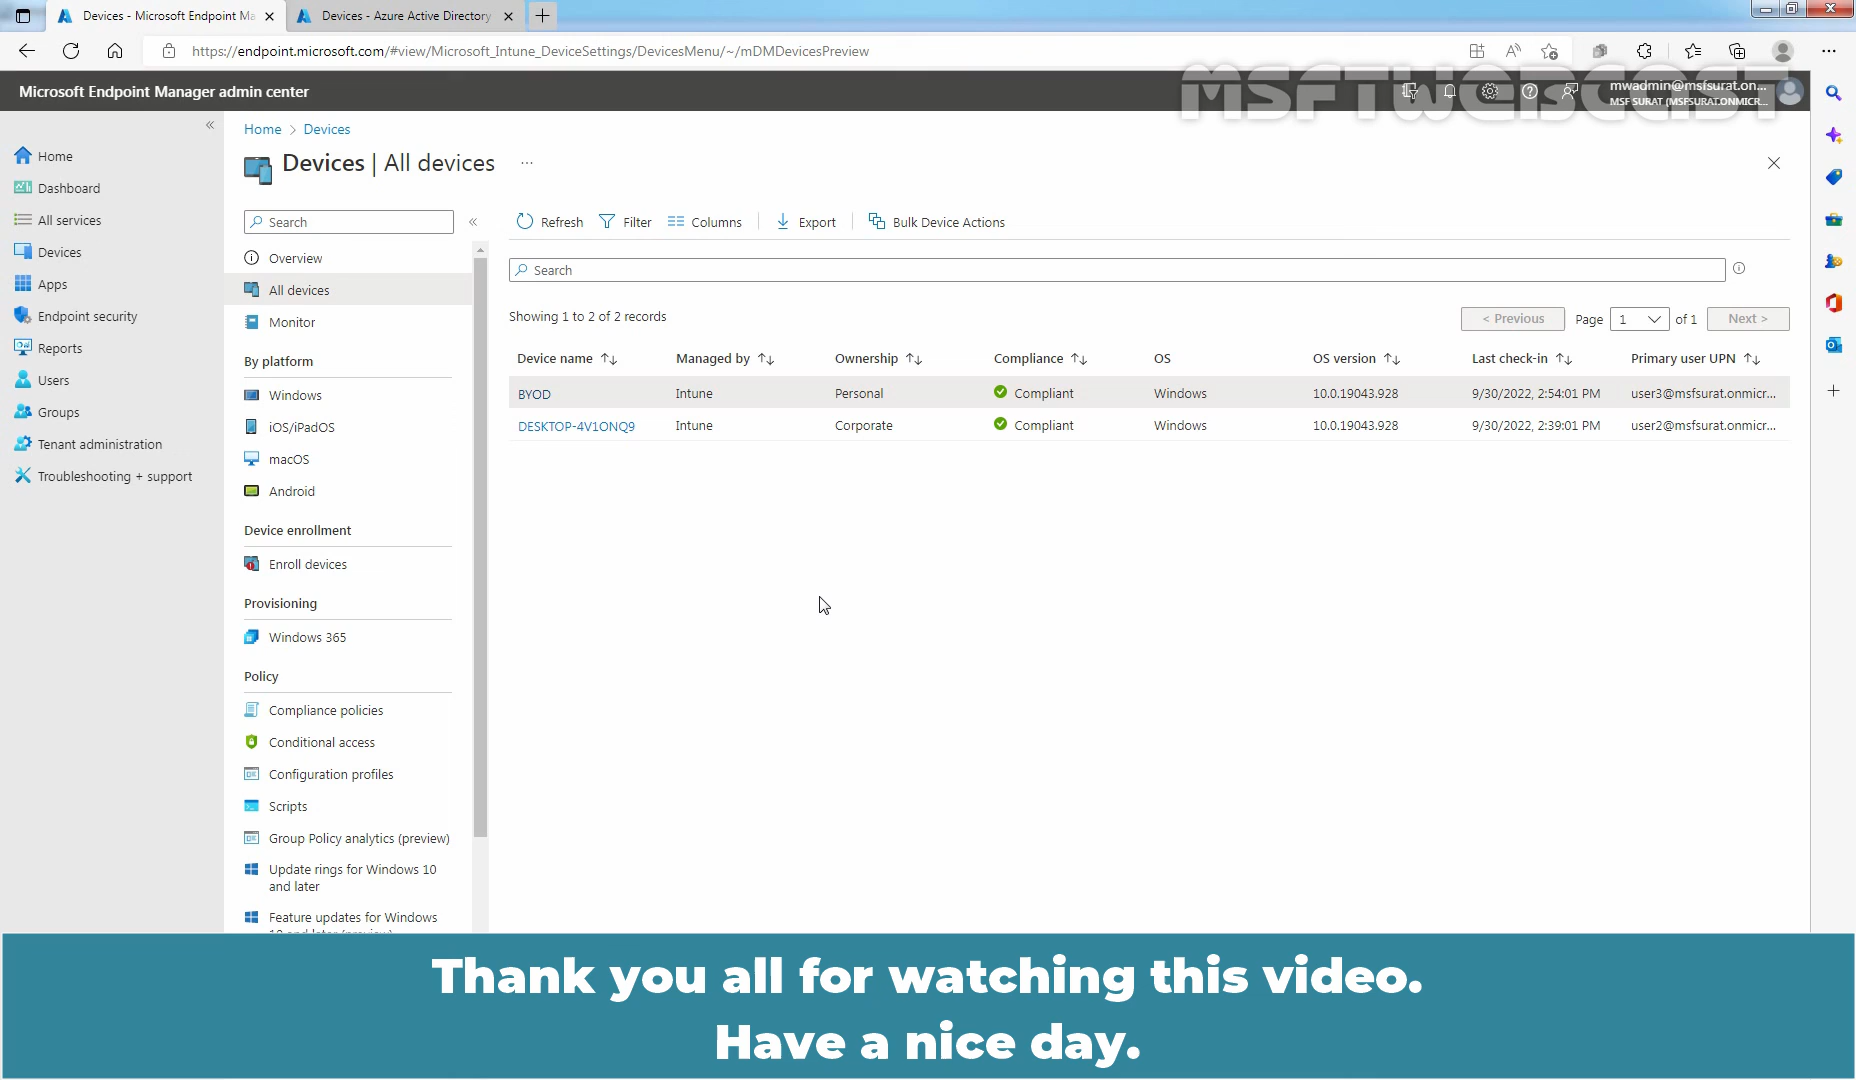 Devices - Microsoft Endpoint Ma
Devices - Azure Active Directory
https://endpoint.microsoft.com/#view/Microsoft_Intune_DeviceSettings/DevicesMenu/~/mDMDevicesPreview
MSFTWEBCAST
Microsoft Endpoint Manager admin center
mwadmin@msfsurat.on...
MSF SURAT (MSFSURAT.ONMICR...
Home
Dashboard
All services
Devices
Apps
Endpoint security
Reports
Users
Groups
Tenant administration
Troubleshooting + support
Home > Devices
Devices | All devices ...
Search
Overview
All devices
Monitor
By platform
Windows
iOS/iPadOS
macOS
Android
Device enrollment
Enroll devices
Provisioning
Windows 365
Policy
Compliance policies
Conditional access
Configuration profiles
Scripts
Group Policy analytics (preview)
Update rings for Windows 10
and later
Feature updates for Windows
10 and later (preview)
Refresh Filter Columns Export Bulk Device Actions
Search
Showing 1 to 2 of 2 records
< Previous Page 1 of 1 Next >
Device name Managed by Ownership Compliance OS OS version Last check-in Primary user UPN
BYOD Intune Personal Compliant Windows 10.0.19043.928 9/30/2022, 2:54:01 PM user3@msfsurat.onmicr...
DESKTOP-4V1ONQ9 Intune Corporate Compliant Windows 10.0.19043.928 9/30/2022, 2:39:01 PM user2@msfsurat.onmicr...
Thank you all for watching this video.
Have a nice day.